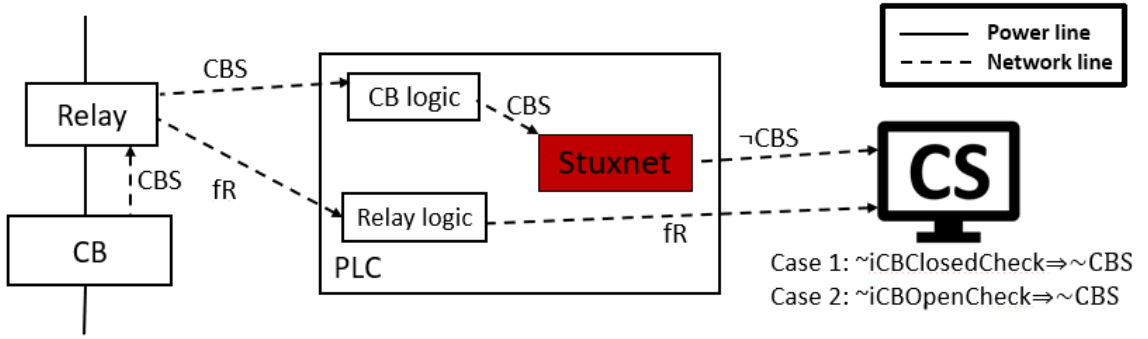 Power line
Network line
CBS
CB logic
CBS
Relay
Stuxnet
¬CBS
CS
CBS
fR
Relay logic
fR
CB
PLC
Case 1: ~iCBClosedCheck⇒~CBS
Case 2: ~iCBOpenCheck⇒~CBS